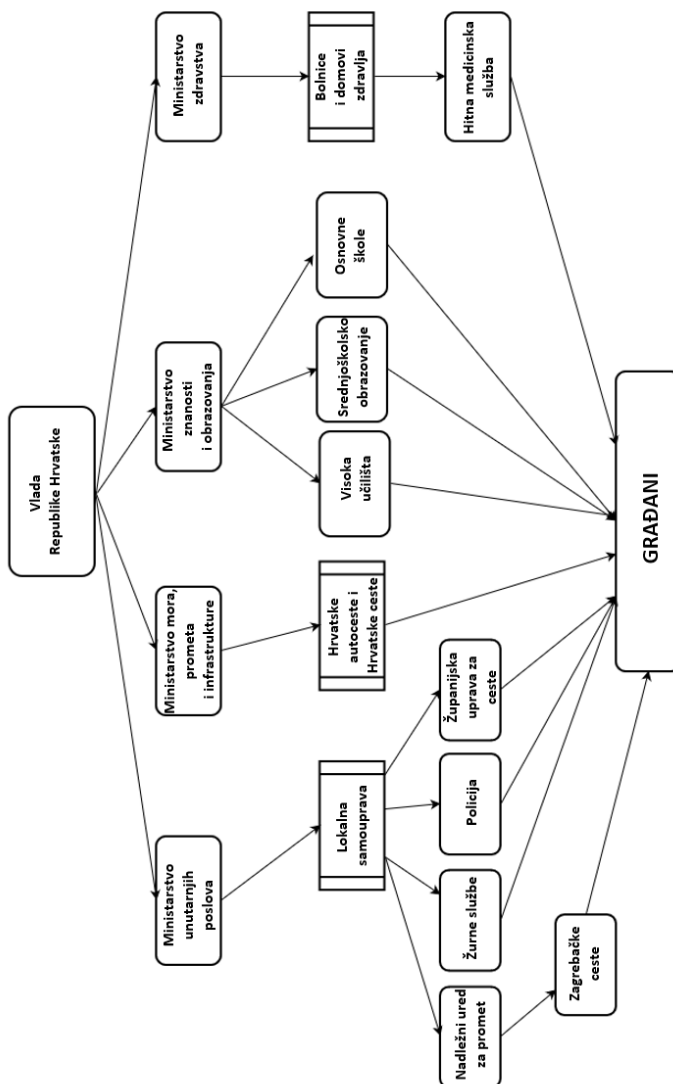 Vlada
Republike Hrvatske
Ministarstvo
unutarnjih
poslova
Ministarstvo mora,
prometa
i infrastrukture
Ministarstvo
znanosti
i obrazovanja
Ministarstvo
zdravstva
Lokalna
samouprava
Hrvatske
autoceste i
Hrvatske ceste
Visoka
učilišta
Srednjoškolsko
obrazovanje
Osnovne
škole
Bolnice
i domovi
zdravlja
Nadležni ured
za promet
Žurne službe
Policija
Županijska
uprava za
ceste
Hitna medicinska
služba
Zagrebačke
ceste
GRAĐANI